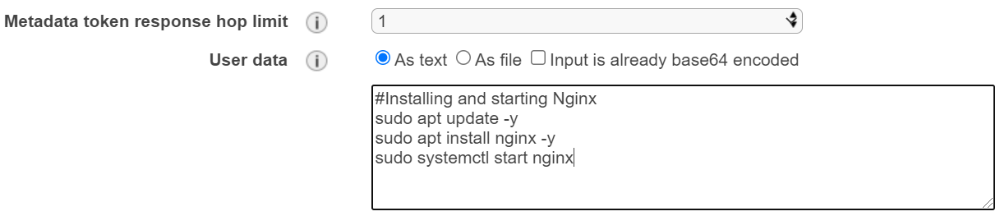 Metadata token response hop limit i 1
User data i As text As file Input is already base64 encoded
#Installing and starting Nginx
sudo apt update -y
sudo apt install nginx -y
sudo systemctl start nginx